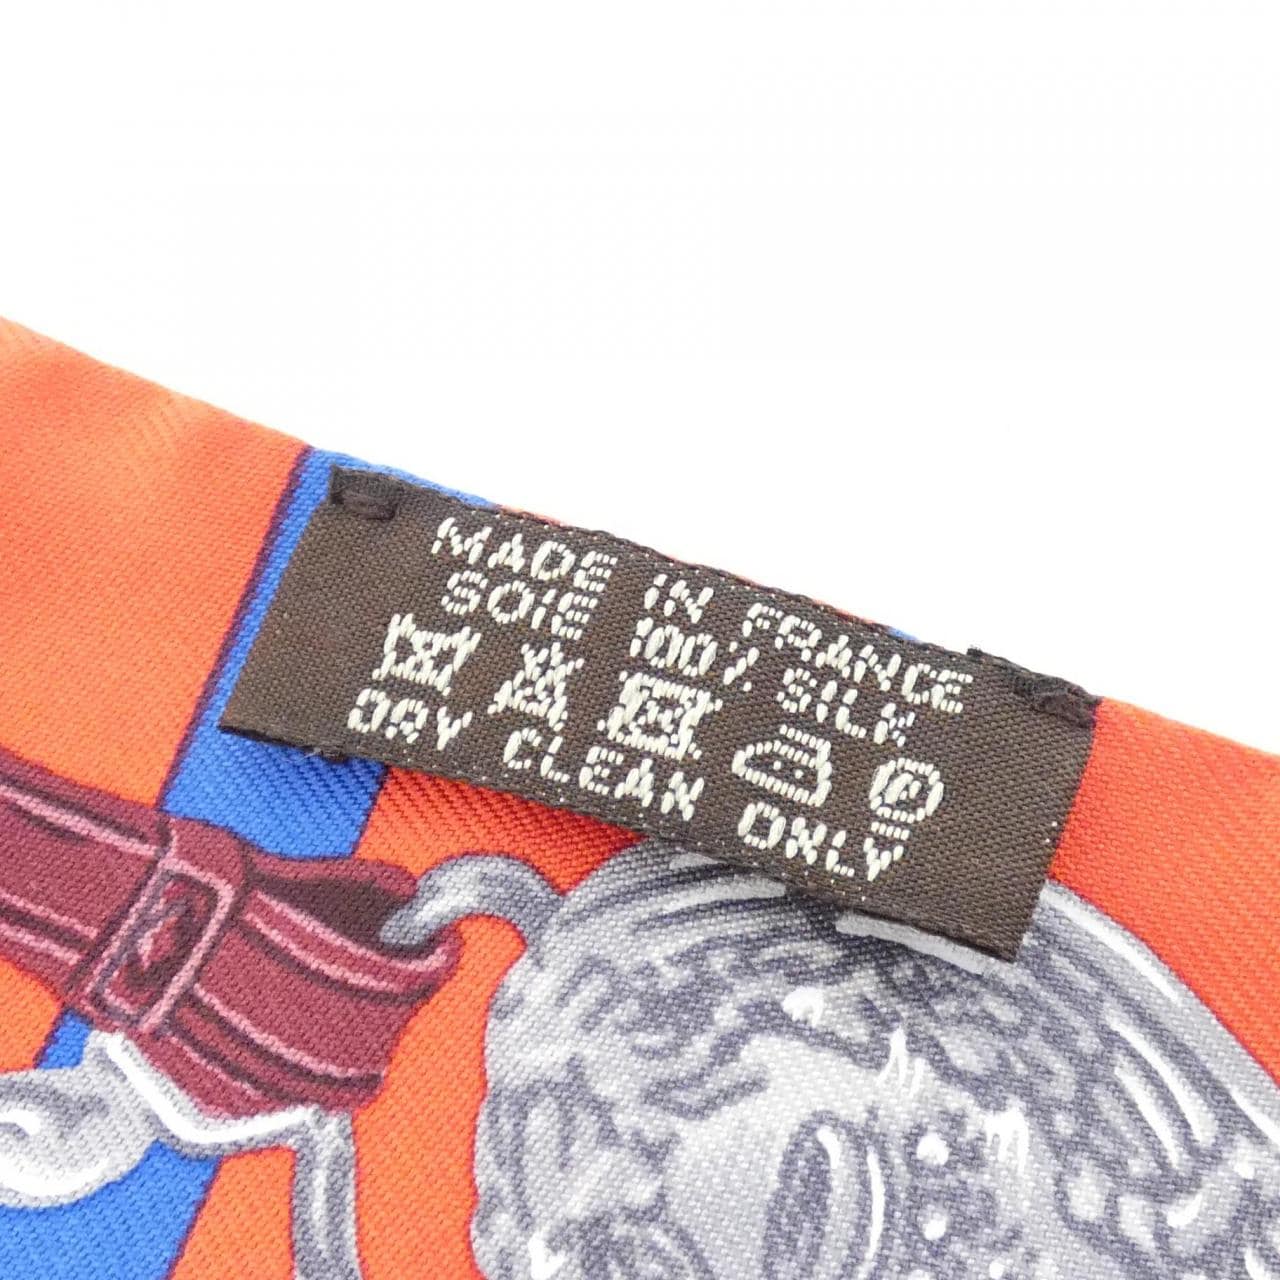 MADE IN FRANCE
SOIE 100% SILK
P
DRY CLEAN ONLY